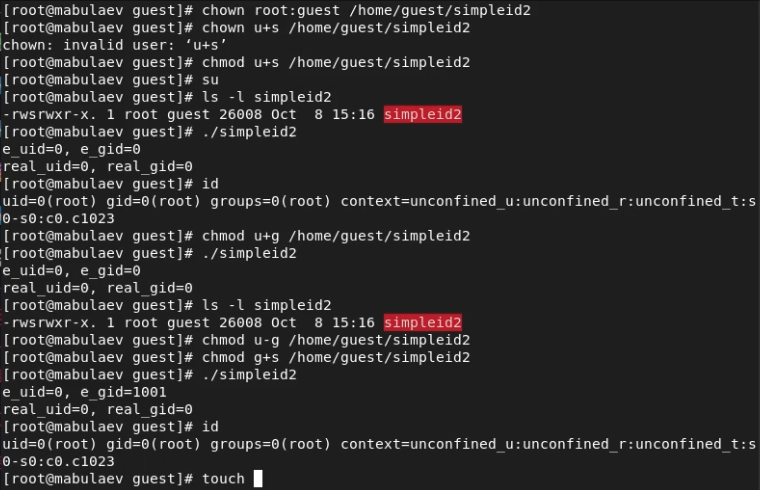 [root@mabulaev guest]# chown root:guest /home/guest/simpleid2
[root@mabulaev guest]# chown u+s /home/guest/simpleid2
chown: invalid user: ‘u+s’
[root@mabulaev guest]# chmod u+s /home/guest/simpleid2
[root@mabulaev guest]# su
[root@mabulaev guest]# ls -l simpleid2
-rwsrwxr-x. 1 root guest 26008 Oct  8 15:16 simpleid2
[root@mabulaev guest]# ./simpleid2
e_uid=0, e_gid=0
real_uid=0, real_gid=0
[root@mabulaev guest]# id
uid=0(root) gid=0(root) groups=0(root) context=unconfined_u:unconfined_r:unconfined_t:s
0-s0:c0.c1023
[root@mabulaev guest]# chmod u+g /home/guest/simpleid2
[root@mabulaev guest]# ./simpleid2
e_uid=0, e_gid=0
real_uid=0, real_gid=0
[root@mabulaev guest]# ls -l simpleid2
-rwsrwxr-x. 1 root guest 26008 Oct  8 15:16 simpleid2
[root@mabulaev guest]# chmod u-g /home/guest/simpleid2
[root@mabulaev guest]# chmod g+s /home/guest/simpleid2
[root@mabulaev guest]# ./simpleid2
e_uid=0, e_gid=1001
real_uid=0, real_gid=0
[root@mabulaev guest]# id
uid=0(root) gid=0(root) groups=0(root) context=unconfined_u:unconfined_r:unconfined_t:s
0-s0:c0.c1023
[root@mabulaev guest]# touch